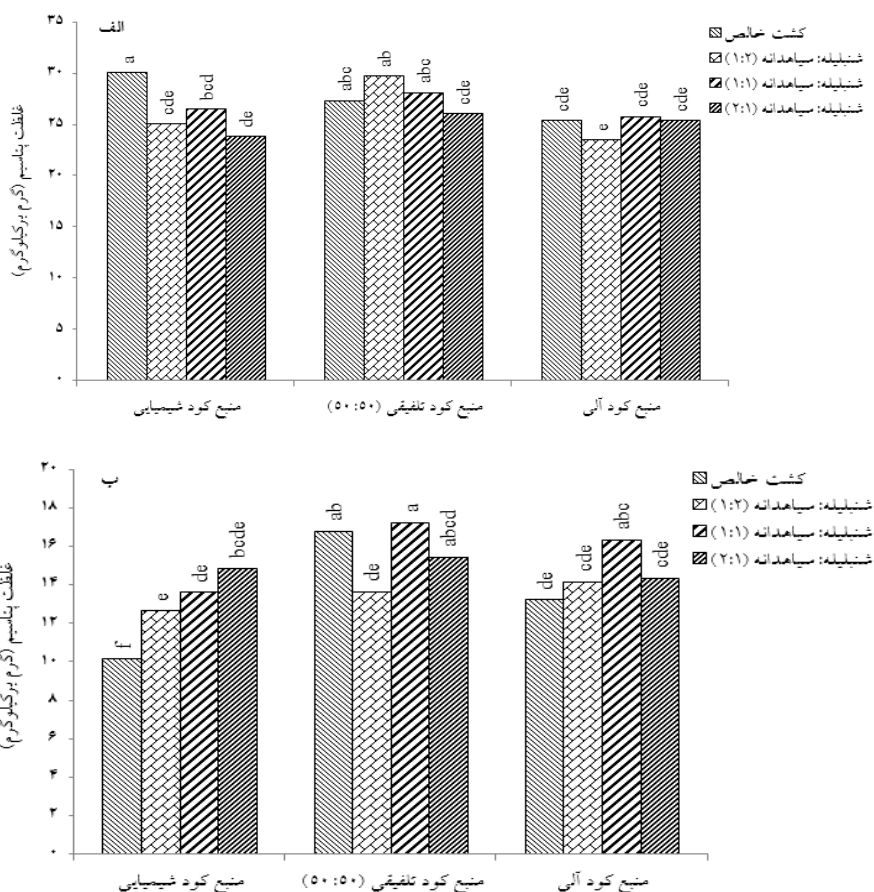 الف
۳۵
۳۰
۲۵
۲۰
۱۵
۱۰
۵
۰
غلظت پتاسیم (گرم برکیلوگرم)
a
cde
bcd
de
abc
ab
abc
cde
cde
e
cde
cde
منبع کود شیمیایی
منبع کود تلفیقی (۵۰:۵۰)
منبع کود آلی
کشت خالص
شنبلیله: سیاهدانه (۱:۲)
شنبلیله: سیاهدانه (۱:۱)
شنبلیله: سیاهدانه (۲:۱)
ب
۲۰
۱۸
۱۶
۱۴
۱۲
۱۰
۸
۶
۴
۲
۰
غلظت پتاسیم (گرم برکیلوگرم)
f
e
de
bcde
ab
de
a
abcd
de
cde
abc
cde
منبع کود شیمیایی
منبع کود تلفیقی (۵۰:۵۰)
منبع کود آلی
کشت خالص
شنبلیله: سیاهدانه (۱:۲)
شنبلیله: سیاهدانه (۱:۱)
شنبلیله: سیاهدانه (۲:۱)